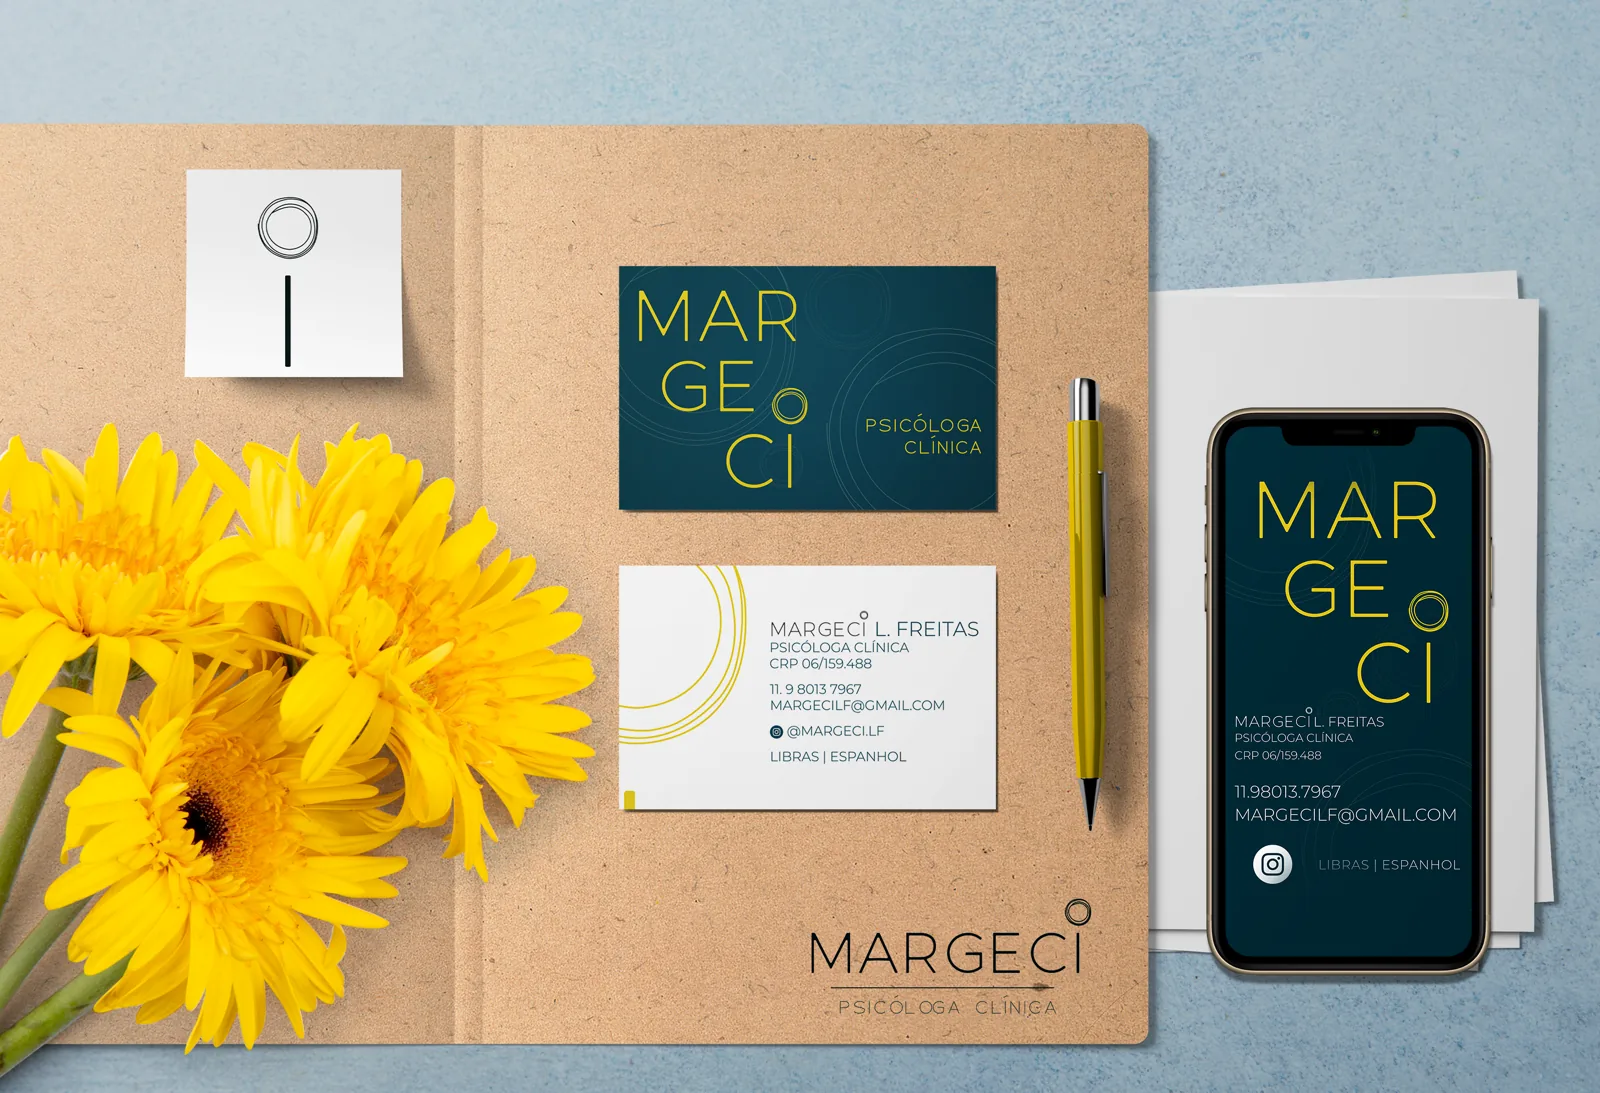 MAR
GE
CI
PSICÓLOGA
CLÍNICA
MARGECI L. FREITAS
PSICÓLOGA CLÍNICA
CRP 06/159.488
11. 9 8013 7967
MARGECILF@GMAIL.COM
@MARGECI.LF
LIBRAS | ESPANHOL
MARGECI
PSICÓLOGA CLÍNICA
MAR
GE
CI
MARGECI L. FREITAS
PSICÓLOGA CLÍNICA
CRP 06/159.488
11.98013.7967
MARGECILF@GMAIL.COM
LIBRAS | ESPANHOL